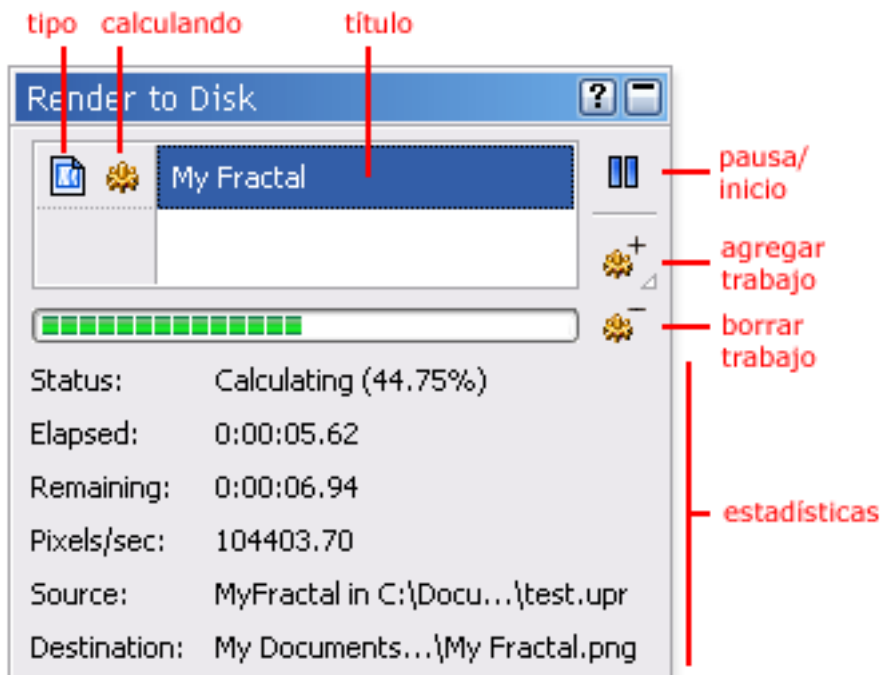 tipo calculando título
Render to Disk ?
My Fractal
pausa/
inicio
agregar
trabajo
borrar
trabajo
Status: Calculating (44.75%)
Elapsed: 0:00:05.62
Remaining: 0:00:06.94
Pixels/sec: 104403.70
Source: MyFractal in C:\Docu...\test.upr
Destination: My Documents...\My Fractal.png
estadísticas